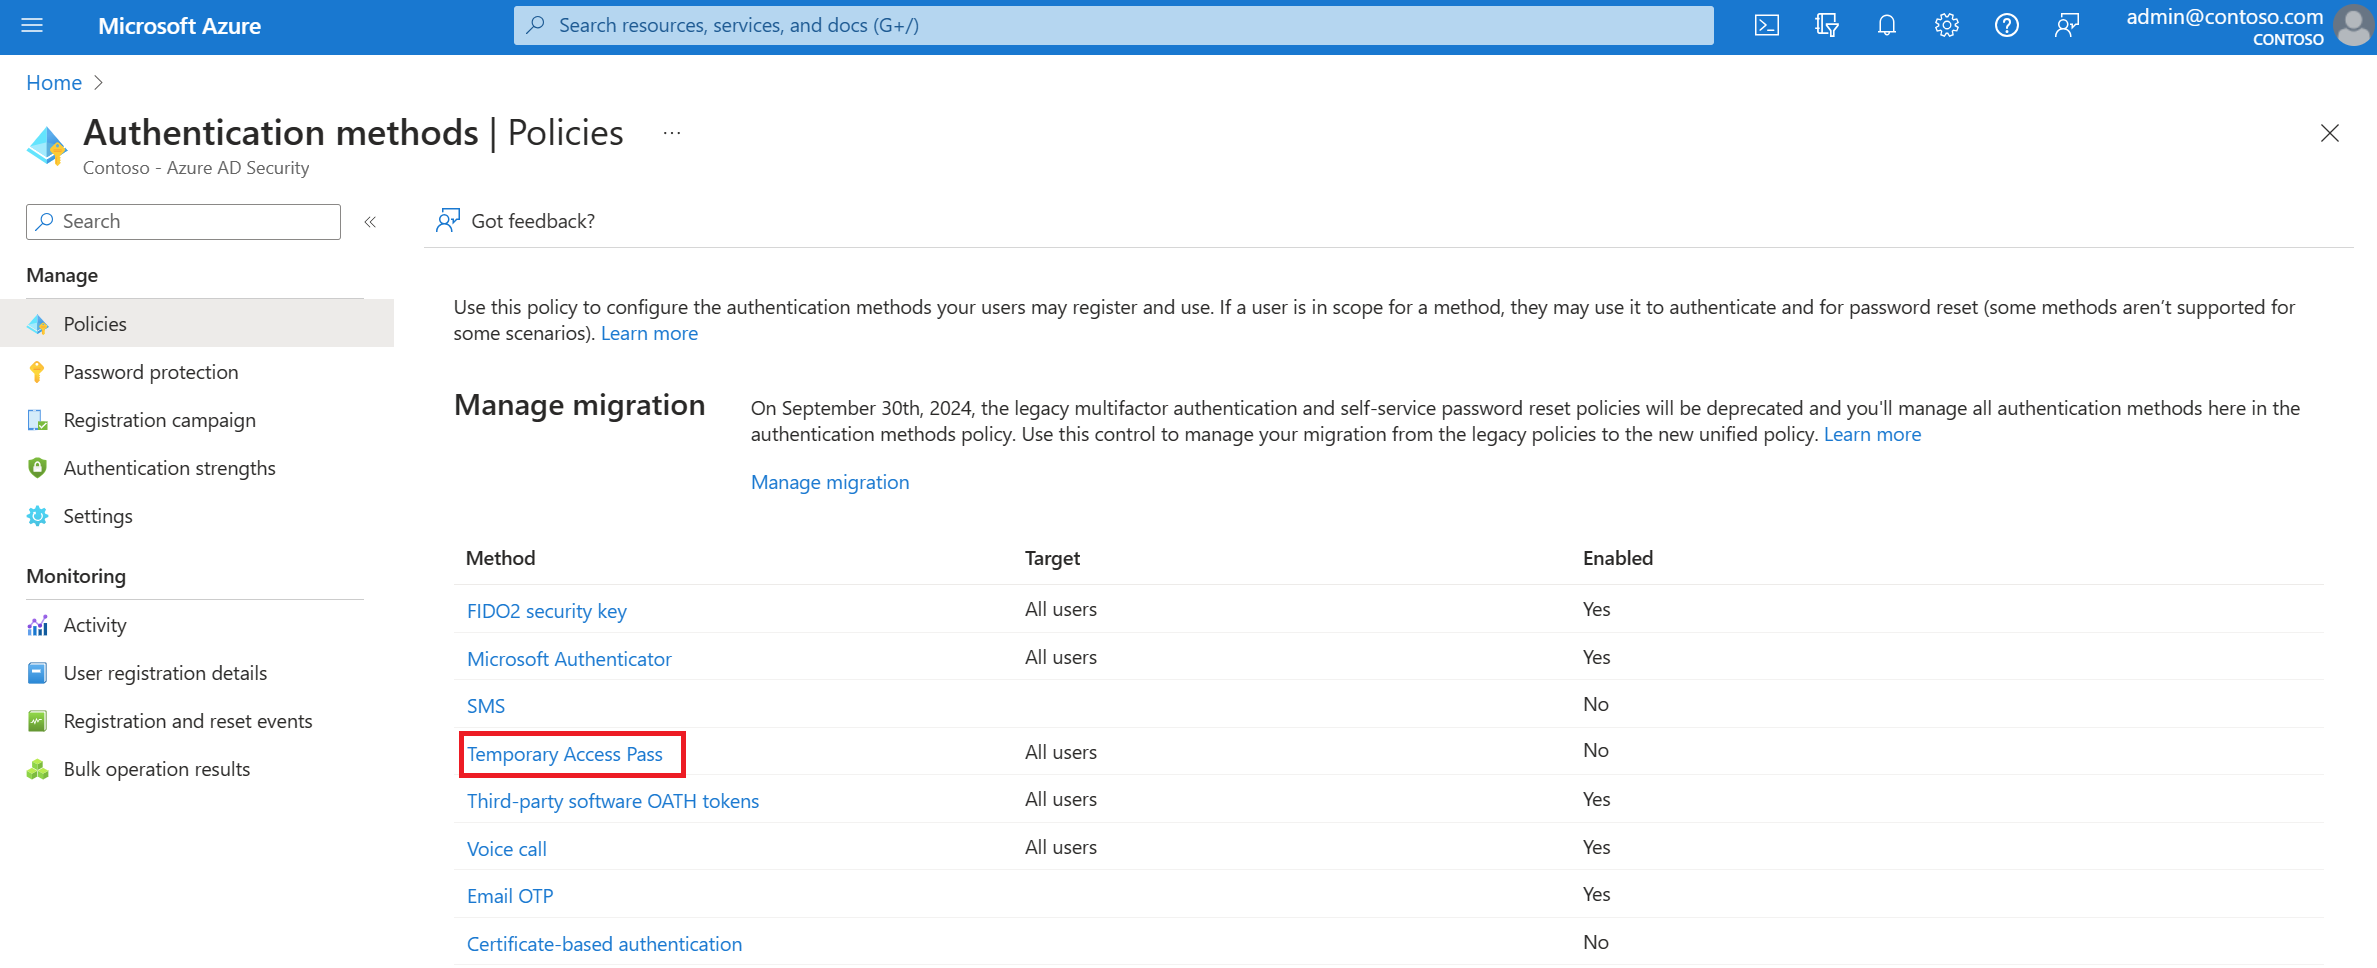 Microsoft Azure
Search resources, services, and docs (G+/)
admin@contoso.com
CONTOSO
Home
Authentication methods | Policies ...
Contoso - Azure AD Security
Search
«
Got feedback?
Manage
Policies
Password protection
Registration campaign
Authentication strengths
Settings
Monitoring
Activity
User registration details
Registration and reset events
Bulk operation results
Use this policy to configure the authentication methods your users may register and use. If a user is in scope for a method, they may use it to authenticate and for password reset (some methods aren’t supported for
some scenarios). Learn more
Manage migration
On September 30th, 2024, the legacy multifactor authentication and self-service password reset policies will be deprecated and you'll manage all authentication methods here in the
authentication methods policy. Use this control to manage your migration from the legacy policies to the new unified policy. Learn more
Manage migration
Method Target Enabled
FIDO2 security key All users Yes
Microsoft Authenticator All users Yes
SMS No
Temporary Access Pass All users No
Third-party software OATH tokens All users Yes
Voice call All users Yes
Email OTP Yes
Certificate-based authentication No